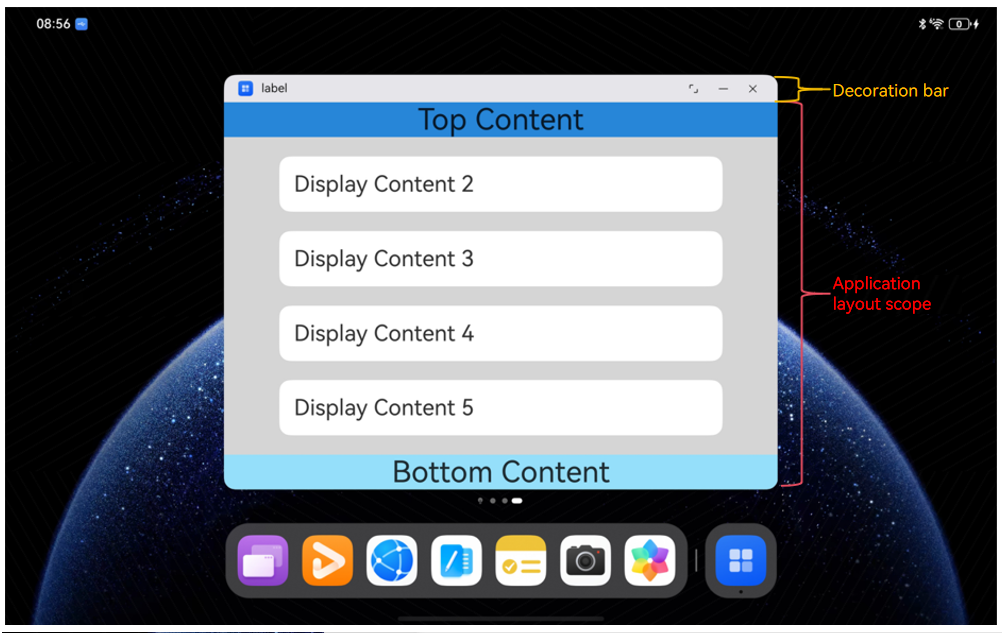 08:56
0
label
Decoration bar
Top Content
Display Content 2
Display Content 3
Application
layout scope
Display Content 4
Display Content 5
Bottom Content